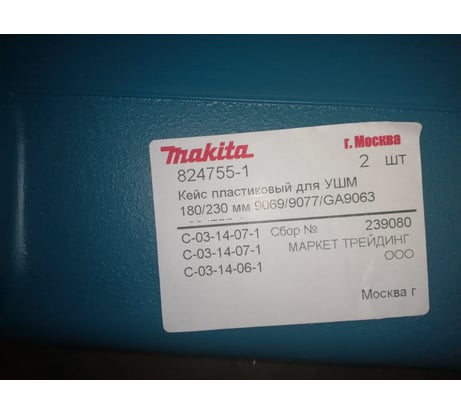 makita г. Москва
824755-1 2 шт
Кейс пластиковый для УШМ
180/230 мм 9069/9077/GA9063
С-03-14-07-1 Сбор № 239080
С-03-14-07-1 МАРКЕТ ТРЕЙДИНГ
С-03-14-06-1 ООО
Москва г